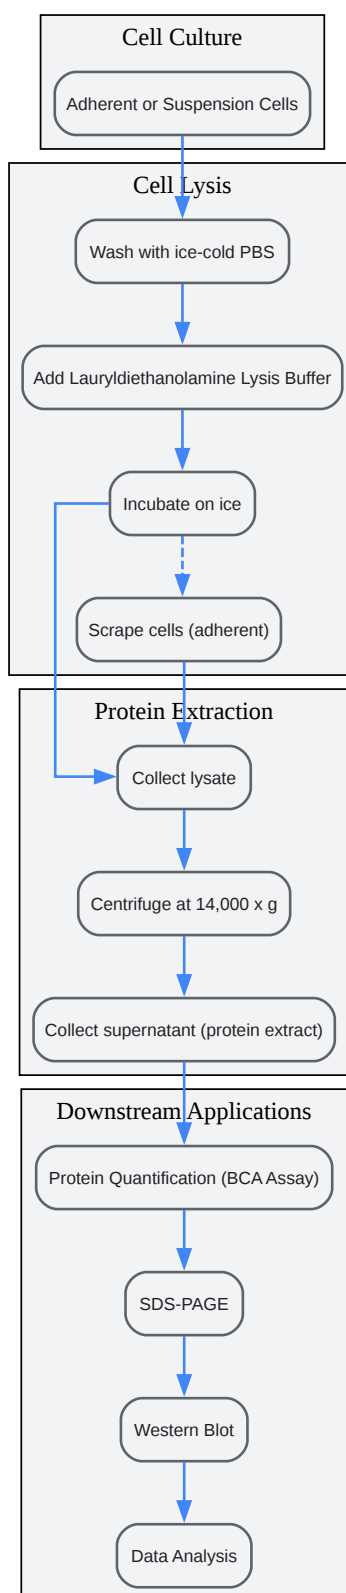 Cell Culture
Adherent or Suspension Cells
Cell Lysis
Wash with ice-cold PBS
Add Lauryldiethanolamine Lysis Buffer
Incubate on ice
Scrape cells (adherent)
Protein Extraction
Collect lysate
Centrifuge at 14,000 x g
Collect supernatant (protein extract)
Downstream Applications
Protein Quantification (BCA Assay)
SDS-PAGE
Western Blot
Data Analysis